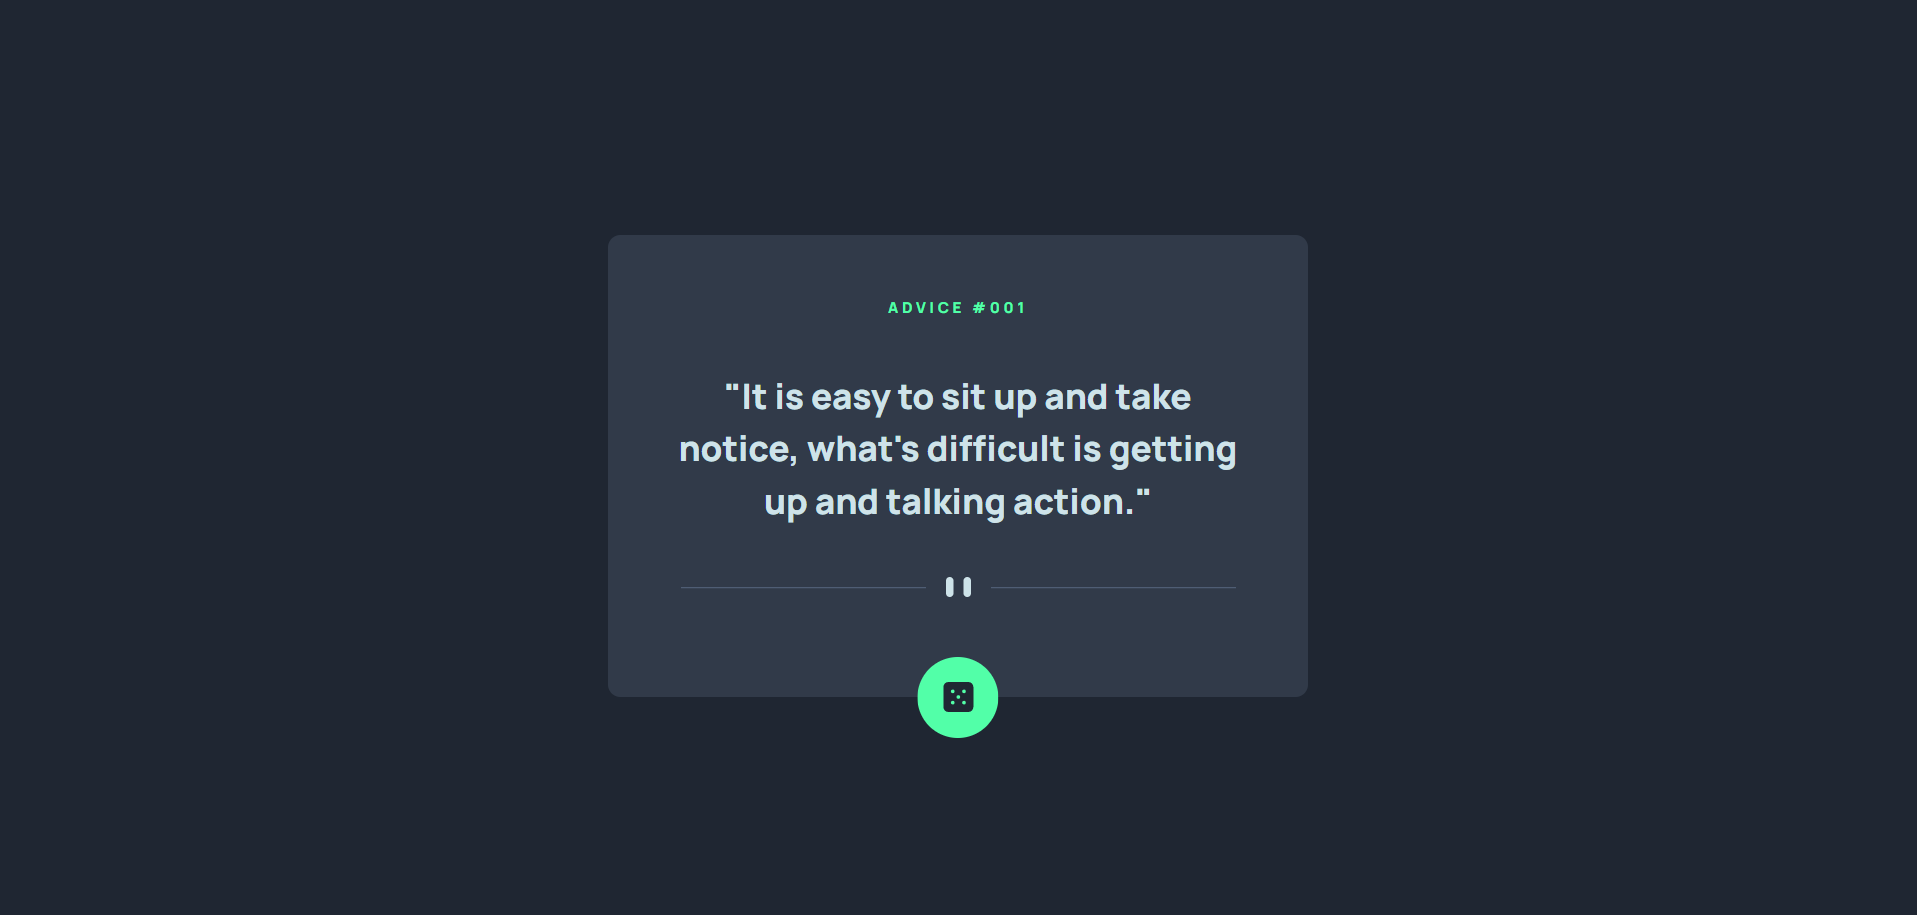 ADVICE #001
"It is easy to sit up and take
notice, what's difficult is getting
up and talking action."